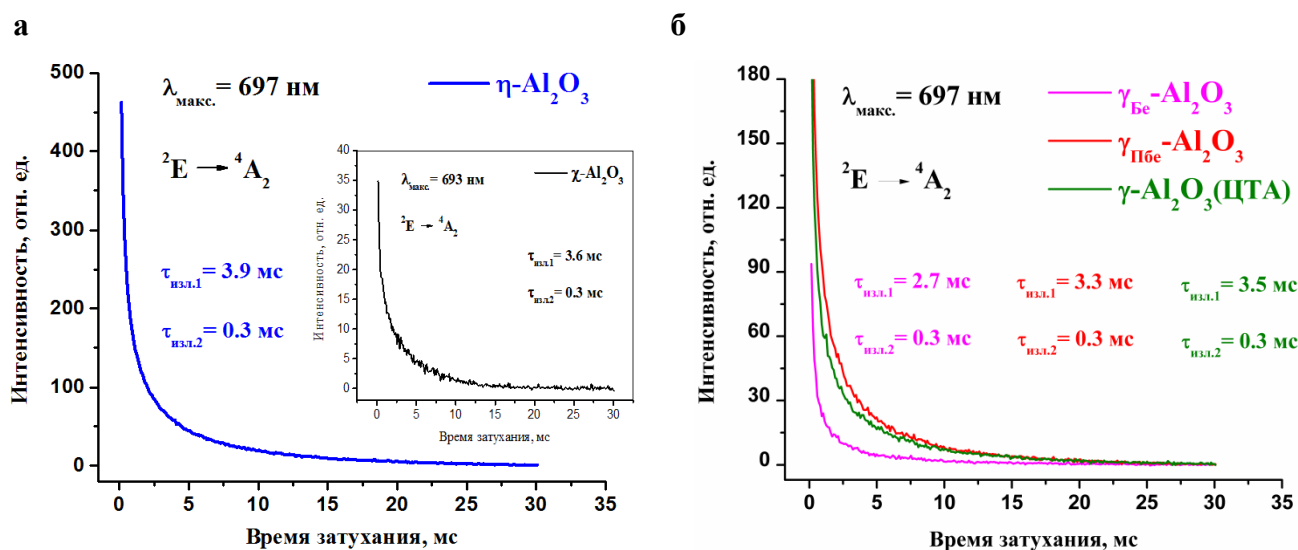 а
500
400
300
200
100
0
0 5 10 15 20 25 30 35
Интенсивность, отн. ед.
Время затухания, мс
λмакс.= 697 нм
η-Al2O3
2E → 4A2
τизл.1= 3.9 мс
τизл.2= 0.3 мс
40
35
30
25
20
15
10
5
0
0 5 10 15 20 25 30
Интенсивность, отн. ед.
Время затухания, мс
λмакс.= 693 нм
χ-Al2O3
2E → 4A2
τизл.1= 3.6 мс
τизл.2= 0.3 мс
б
180
150
120
90
60
30
0
0 5 10 15 20 25 30 35
Интенсивность, отн. ед.
Время затухания, мс
λмакс.= 697 нм
γБе-Al2O3
γПбе-Al2O3
γ-Al2O3(ЦТА)
2E → 4A2
τизл.1= 2.7 мс
τизл.1= 3.3 мс
τизл.1= 3.5 мс
τизл.2= 0.3 мс
τизл.2= 0.3 мс
τизл.2= 0.3 мс